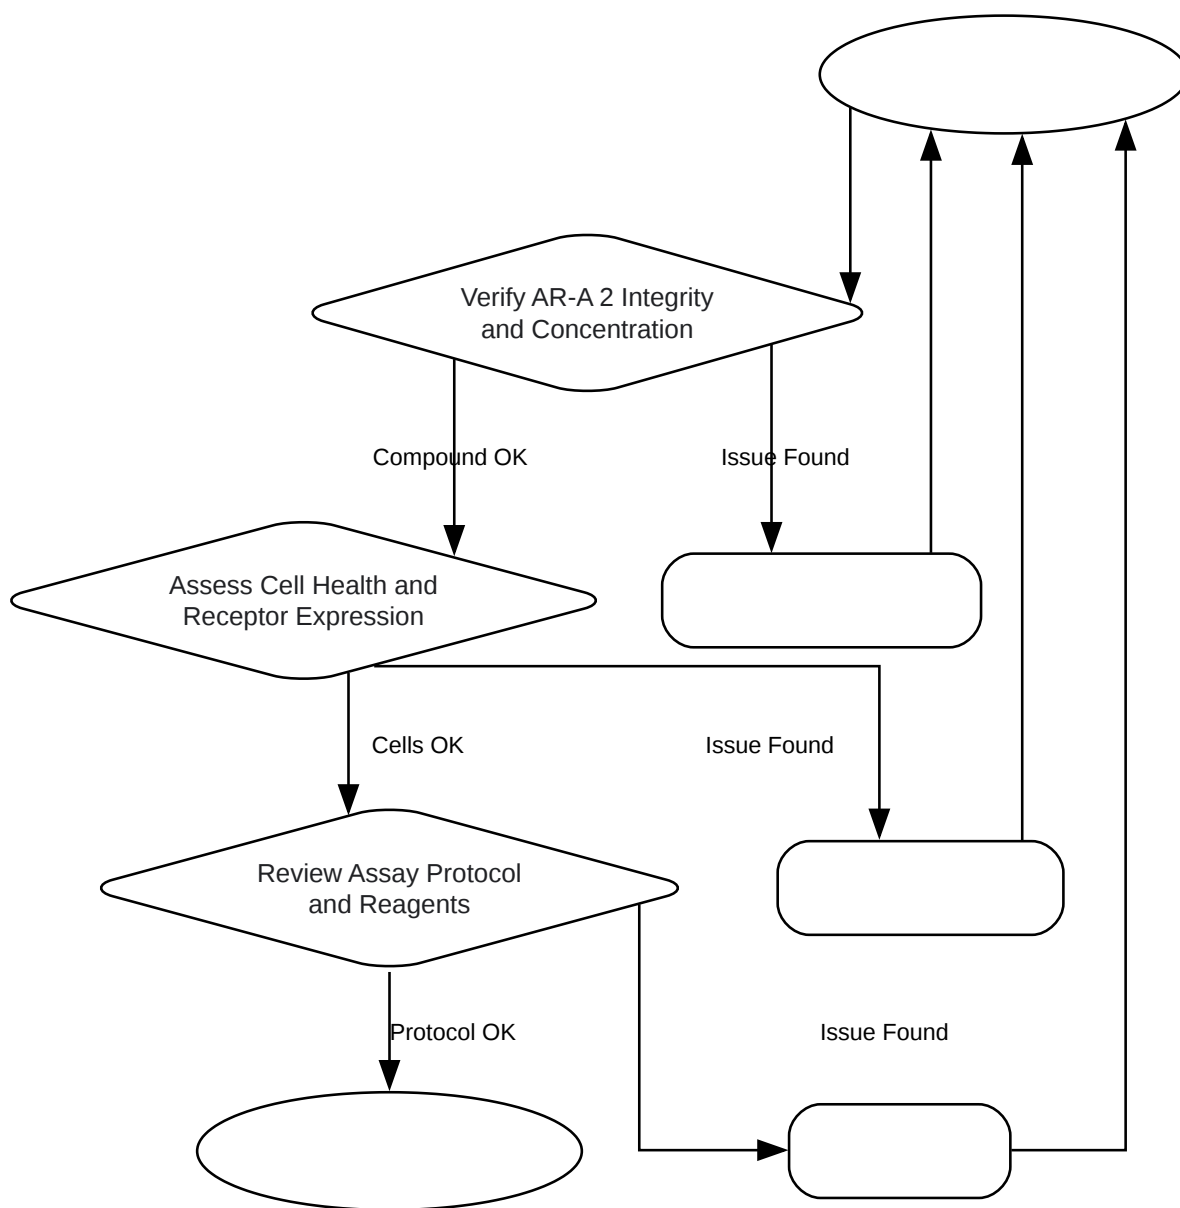 Verify AR-A 2 Integrity
and Concentration
Compound OK
Issue Found
Assess Cell Health and
Receptor Expression
Cells OK
Issue Found
Review Assay Protocol
and Reagents
Protocol OK
Issue Found